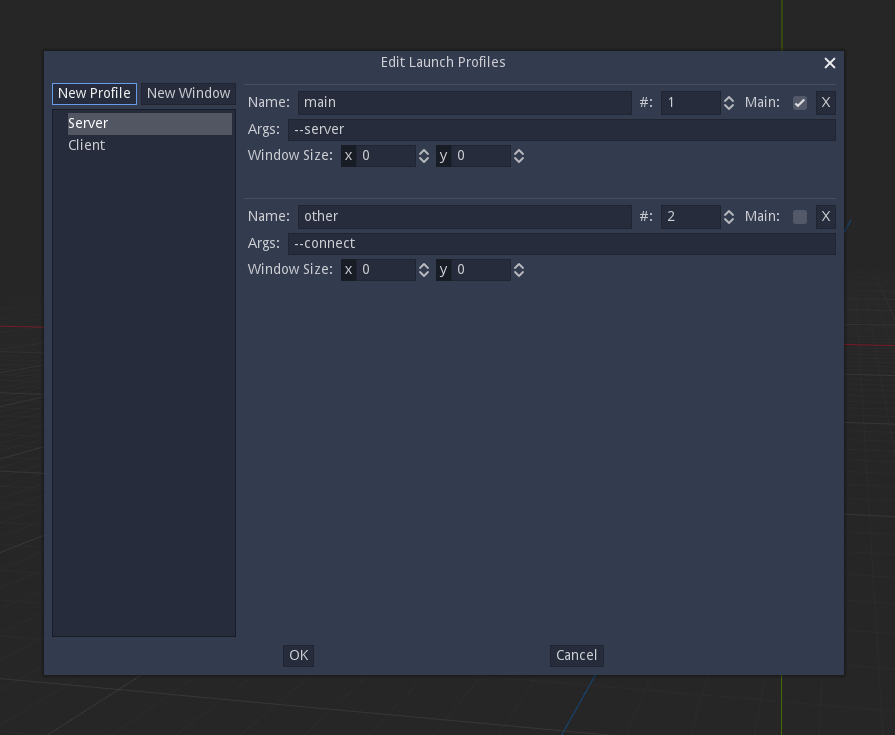 Edit Launch Profiles
New Profile New Window
Server
Client
Name: main #: 1 Main: X
Args: --server
Window Size: x 0 y 0
Name: other #: 2 Main: X
Args: --connect
Window Size: x 0 y 0
OK Cancel